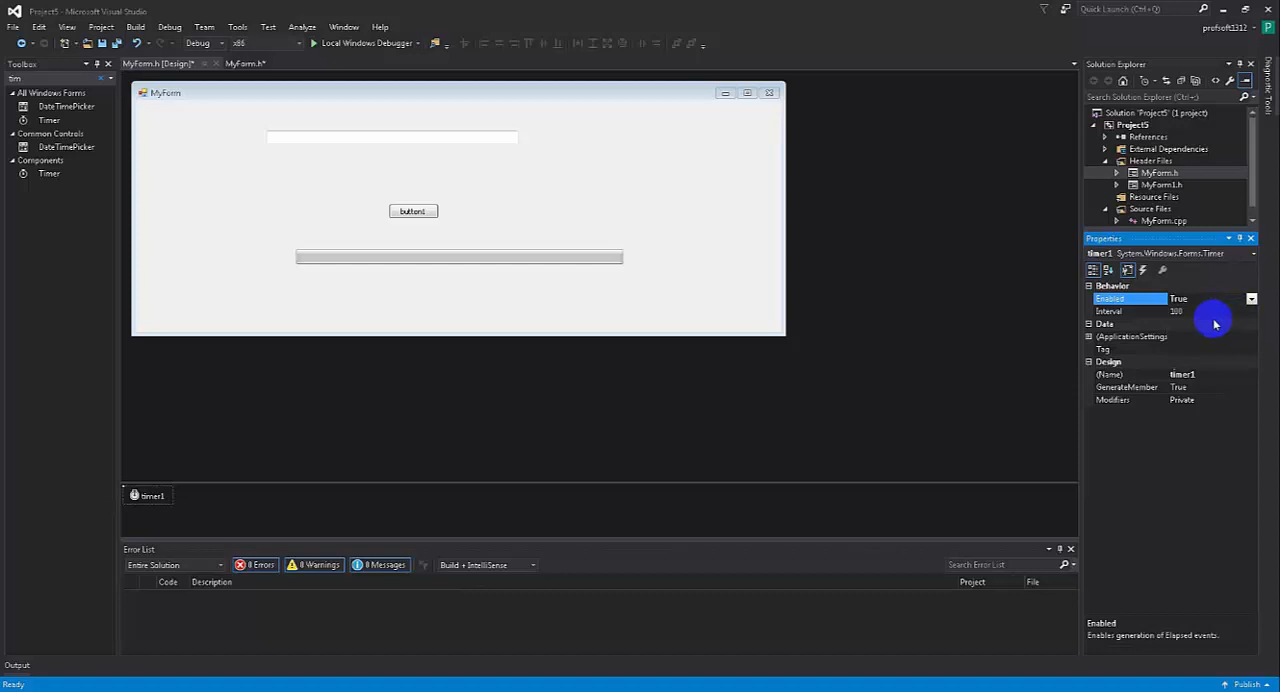 Project5 - Microsoft Visual Studio
Quick Launch (Ctrl+Q)
File Edit View Project Build Debug Team Tools Test Analyze Window Help
profsoft1312
P
Debug x86 Local Windows Debugger
Toolbox
MyForm.h [Design]*
MyForm.h*
tim
All Windows Forms
DateTimePicker
Timer
Common Controls
DateTimePicker
Components
Timer
MyForm
button1
timer1
Solution Explorer
Search Solution Explorer (Ctrl+;)
Solution 'Project5' (1 project)
Project5
References
External Dependencies
Header Files
MyForm.h
MyForm1.h
Resource Files
Source Files
MyForm.cpp
Diagnostic Tools
Properties
timer1 System.Windows.Forms.Timer
Behavior
Enabled True
Interval 100
Data
(ApplicationSettings
Tag
Design
(Name) timer1
GenerateMember True
Modifiers Private
Enabled
Enables generation of Elapsed events.
Error List
Entire Solution 0 Errors 0 Warnings 0 Messages Build + IntelliSense
Search Error List
Code Description Project File
Output
Ready
Publish